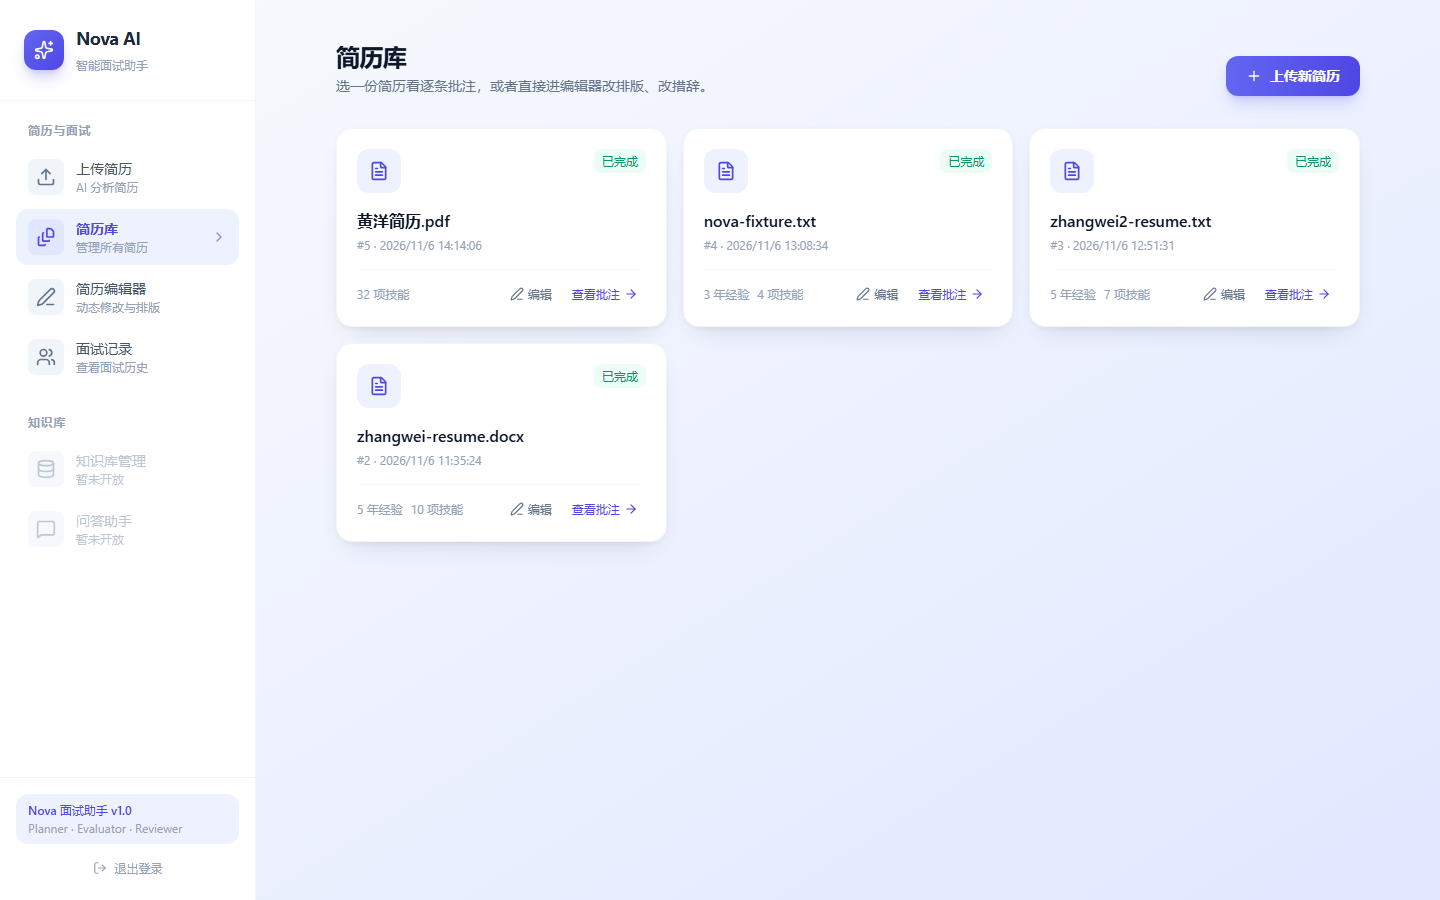 Nova AI
智能面试助手
简历与面试
上传简历
AI 分析简历
简历库
管理所有简历
简历编辑器
动态修改与排版
面试记录
查看面试历史
知识库
知识库管理
暂未开放
问答助手
暂未开放
Nova 面试助手 v1.0
Planner · Evaluator · Reviewer
退出登录
简历库
选一份简历看逐条批注，或者直接进编辑器改排版、改措辞。
上传新简历
已完成
黄洋简历.pdf
#5 · 2026/11/6 14:14:06
32 项技能 编辑 查看批注
已完成
nova-fixture.txt
#4 · 2026/11/6 13:08:34
3 年经验 4 项技能 编辑 查看批注
已完成
zhangwei2-resume.txt
#3 · 2026/11/6 12:51:31
5 年经验 7 项技能 编辑 查看批注
已完成
zhangwei-resume.docx
#2 · 2026/11/6 11:35:24
5 年经验 10 项技能 编辑 查看批注